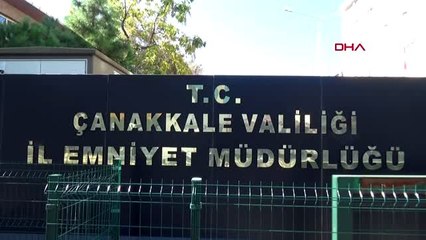 DHA
T.C.
ÇANAKKALE VALİLİĞİ
İL EMNİYET MÜDÜRLÜĞÜ